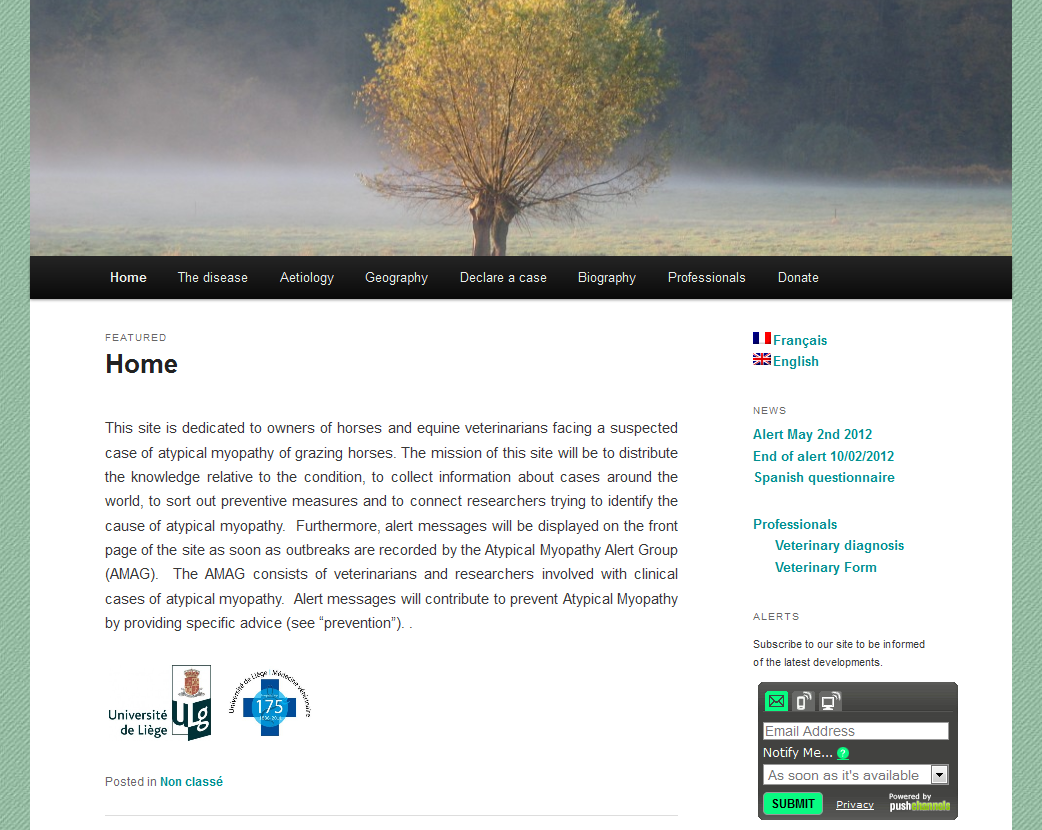 Home The disease Aetiology Geography Declare a case Biography Professionals Donate
FEATURED
Home
This site is dedicated to owners of horses and equine veterinarians facing a suspected
case of atypical myopathy of grazing horses. The mission of this site will be to distribute
the knowledge relative to the condition, to collect information about cases around the
world, to sort out preventive measures and to connect researchers trying to identify the
cause of atypical myopathy.  Furthermore, alert messages will be displayed on the front
page of the site as soon as outbreaks are recorded by the Atypical Myopathy Alert Group
(AMAG).  The AMAG consists of veterinarians and researchers involved with clinical
cases of atypical myopathy.  Alert messages will contribute to prevent Atypical Myopathy
by providing specific advice (see “prevention”). .
Université
de Liège
ULg
Université de Liège | Médecine vétérinaire
175
Posted in Non classé
Français
English
NEWS
Alert May 2nd 2012
End of alert 10/02/2012
Spanish questionnaire
Professionals
Veterinary diagnosis
Veterinary Form
ALERTS
Subscribe to our site to be informed
of the latest developments.
Email Address
Notify Me... ?
As soon as it's available
SUBMIT
Privacy
Powered by
pushchannels